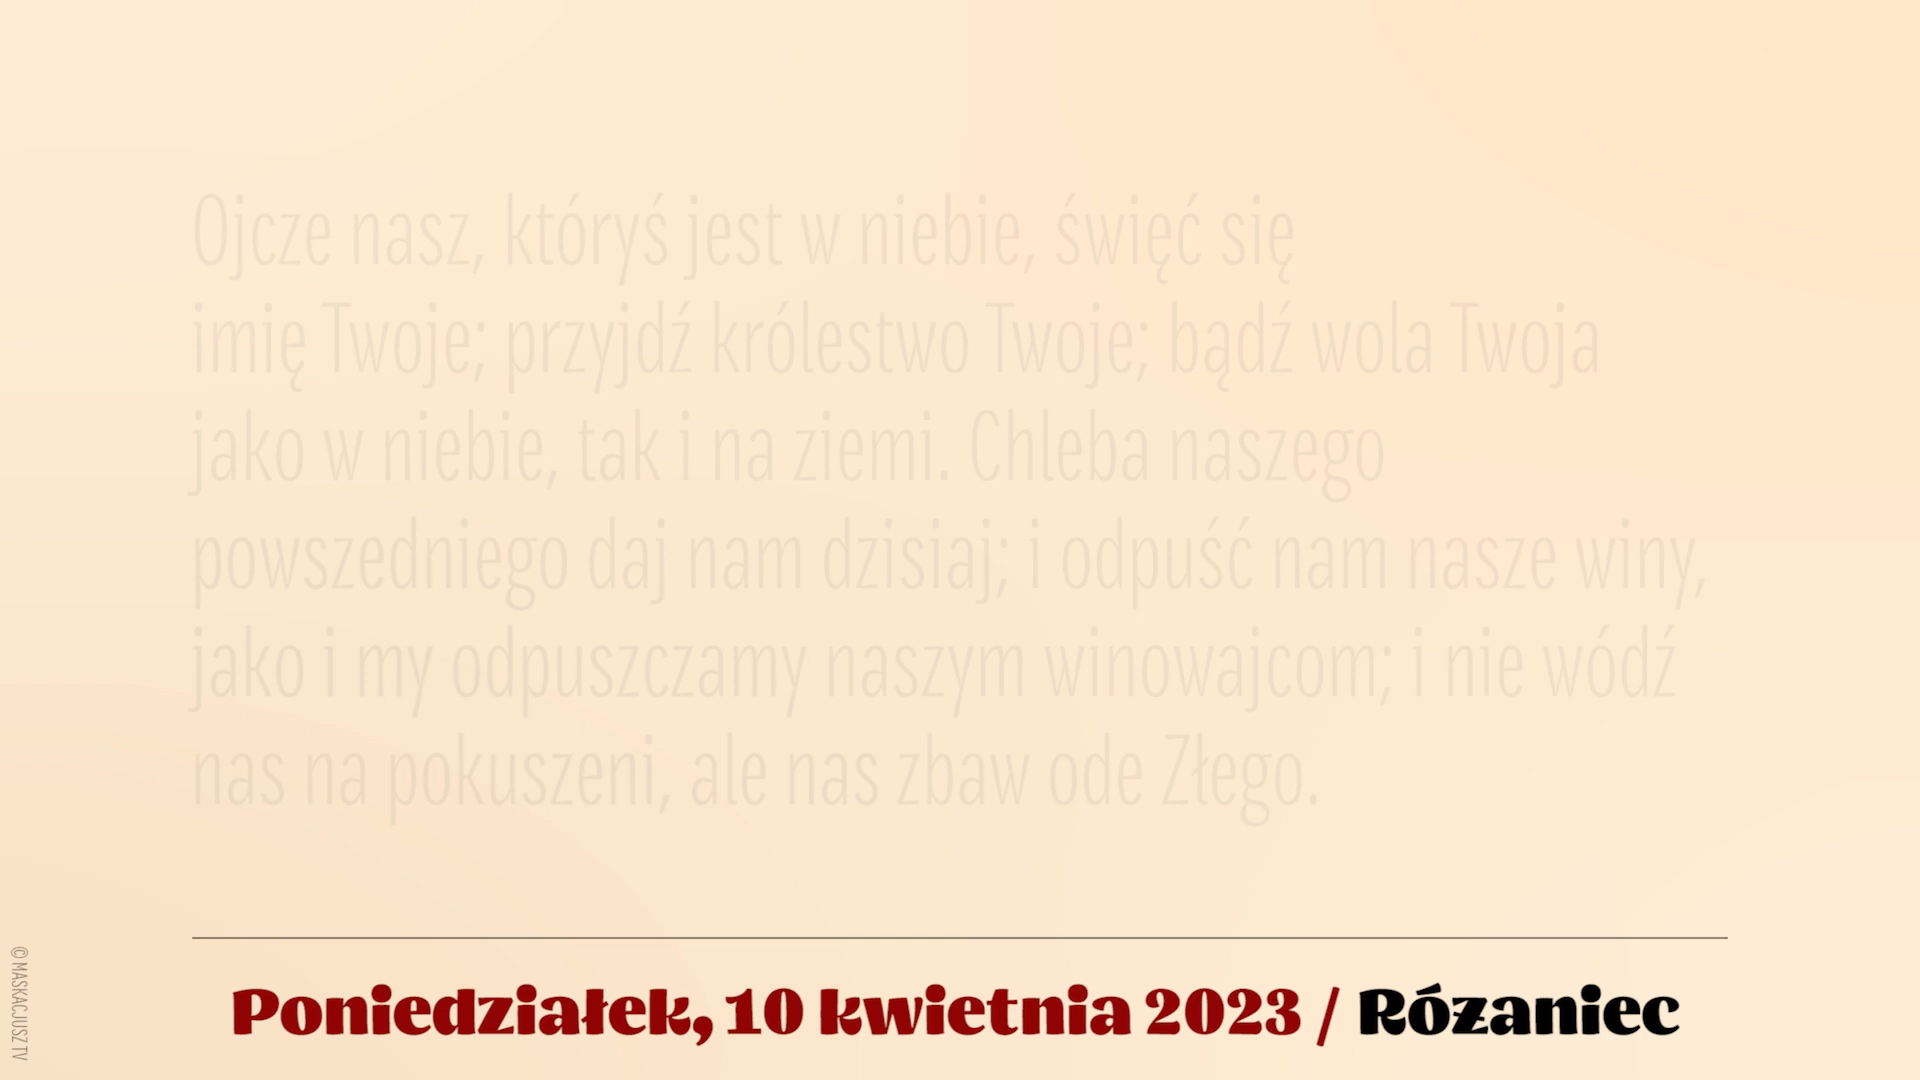 Ojcze nasz, któryś jest w niebie, święć się
imię Twoje; przyjdź królestwo Twoje; bądź wola Twoja
jako w niebie, tak i na ziemi. Chleba naszego
powszedniego daj nam dzisiaj; i odpuść nam nasze winy,
jako i my odpuszczamy naszym winowajcom; i nie wódź
nas na pokuszeni, ale nas zbaw ode Złego.
Poniedziałek, 10 kwietnia 2023 / Rózaniec
© MASKACJUSZ TV